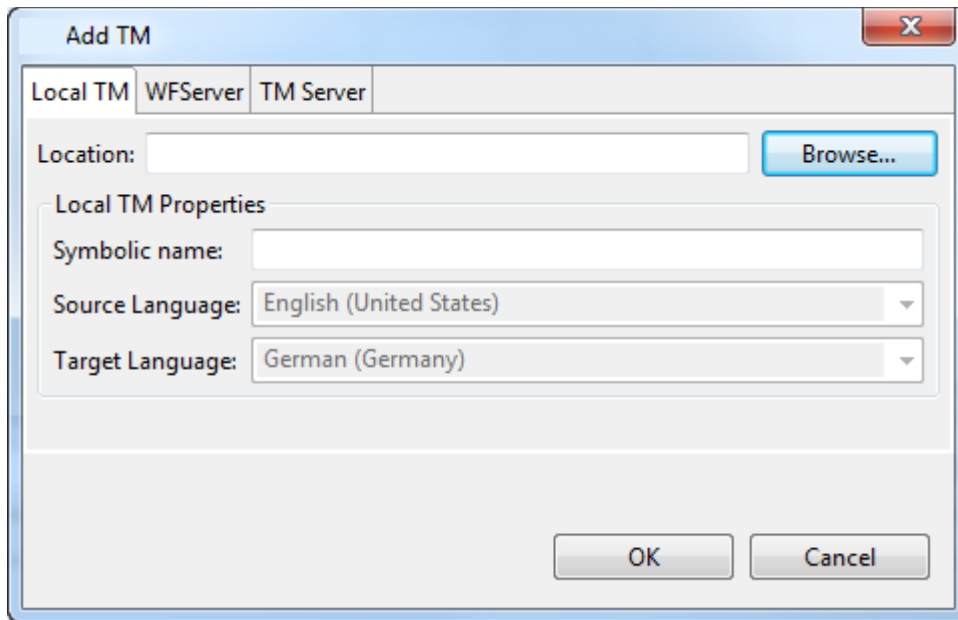 Add TM
Local TM WFServer TM Server
Location: Browse...
Local TM Properties
Symbolic name:
Source Language: English (United States)
Target Language: German (Germany)
OK Cancel